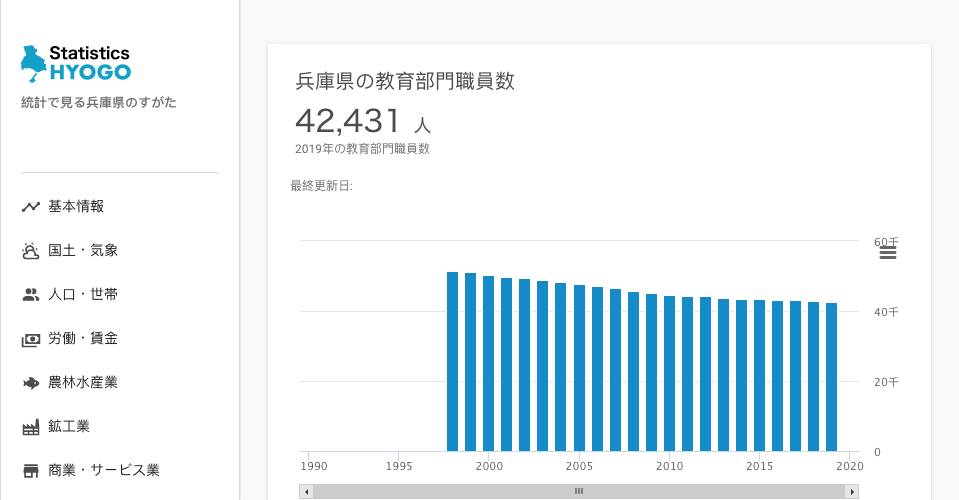 Statistics
HYOGO
統計で見る兵庫県のすがた
基本情報
国土・気象
人口・世帯
労働・賃金
農林水産業
鉱工業
商業・サービス業
兵庫県の教育部門職員数
42,431 人
2019年の教育部門職員数
最終更新日:
60千
40千
20千
0
1990 1995 2000 2005 2010 2015 2020